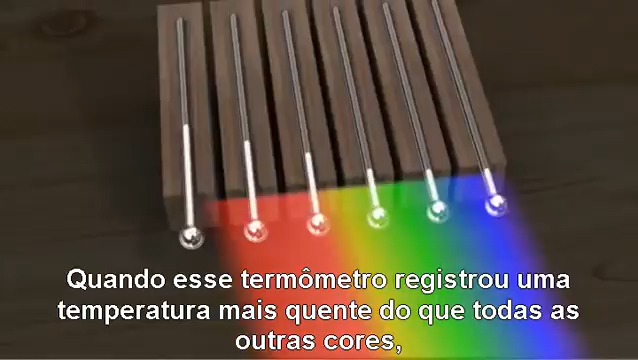 Quando esse termômetro registrou uma
temperatura mais quente do que todas as
outras cores,